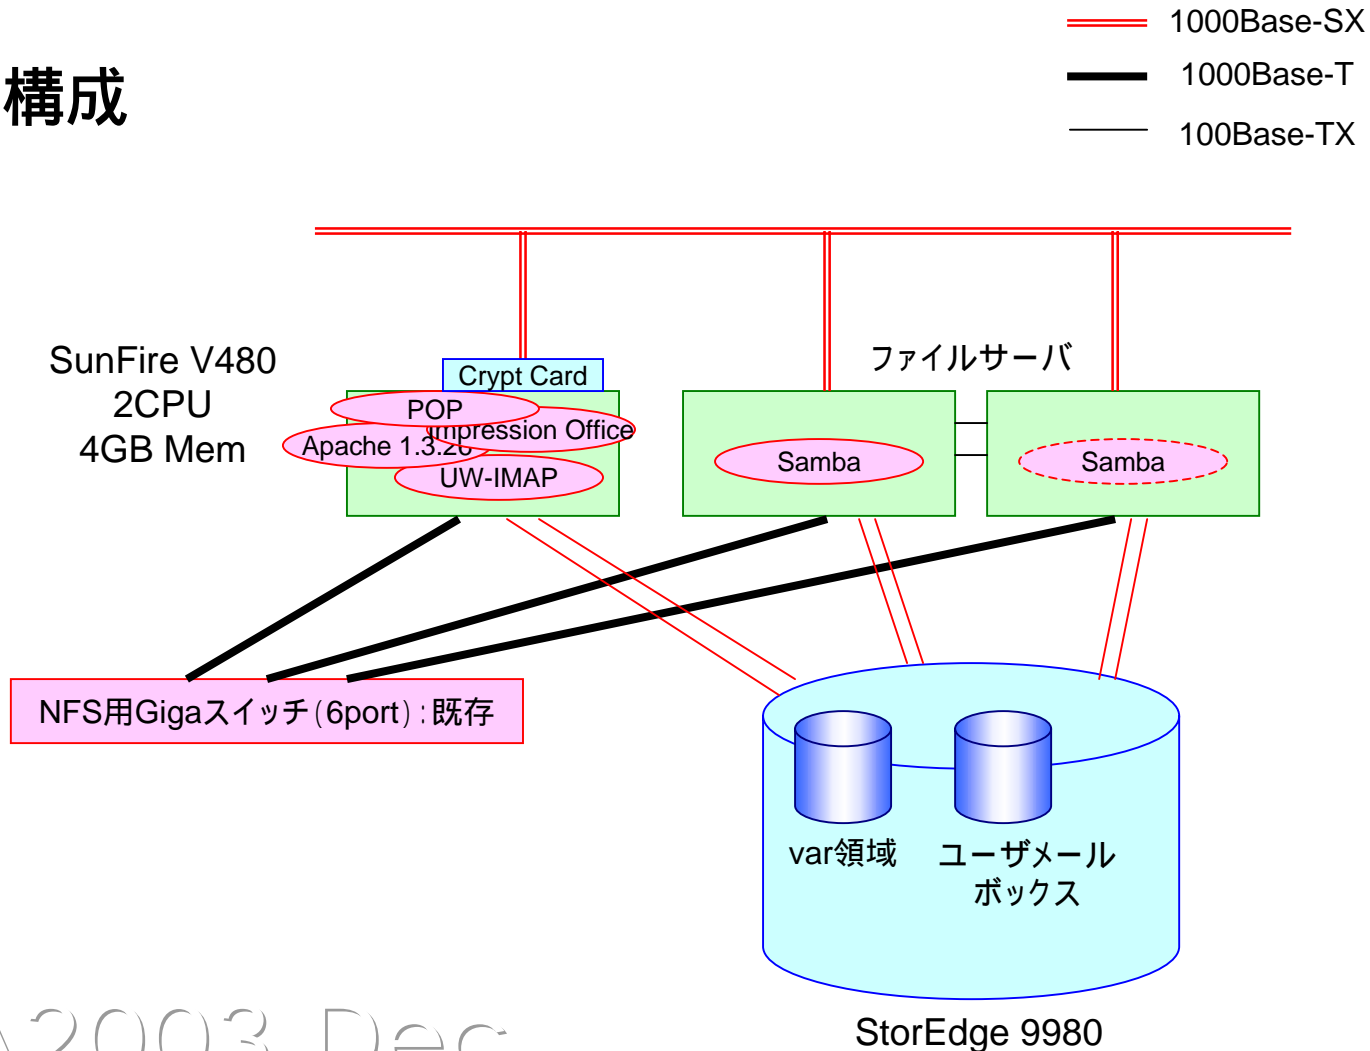 1000Base-SX
構成
1000Base-T
100Base-TX
SunFire V480
2CPU
4GB Mem
ファイルサーバ
Crypt Card
POP
Impression Office
Apache 1.3.26
UW-IMAP
Samba
Samba
NFS用Gigaスイッチ(6port):既存
var領域
ユーザメール
ボックス
2003 Dec
StorEdge 9980